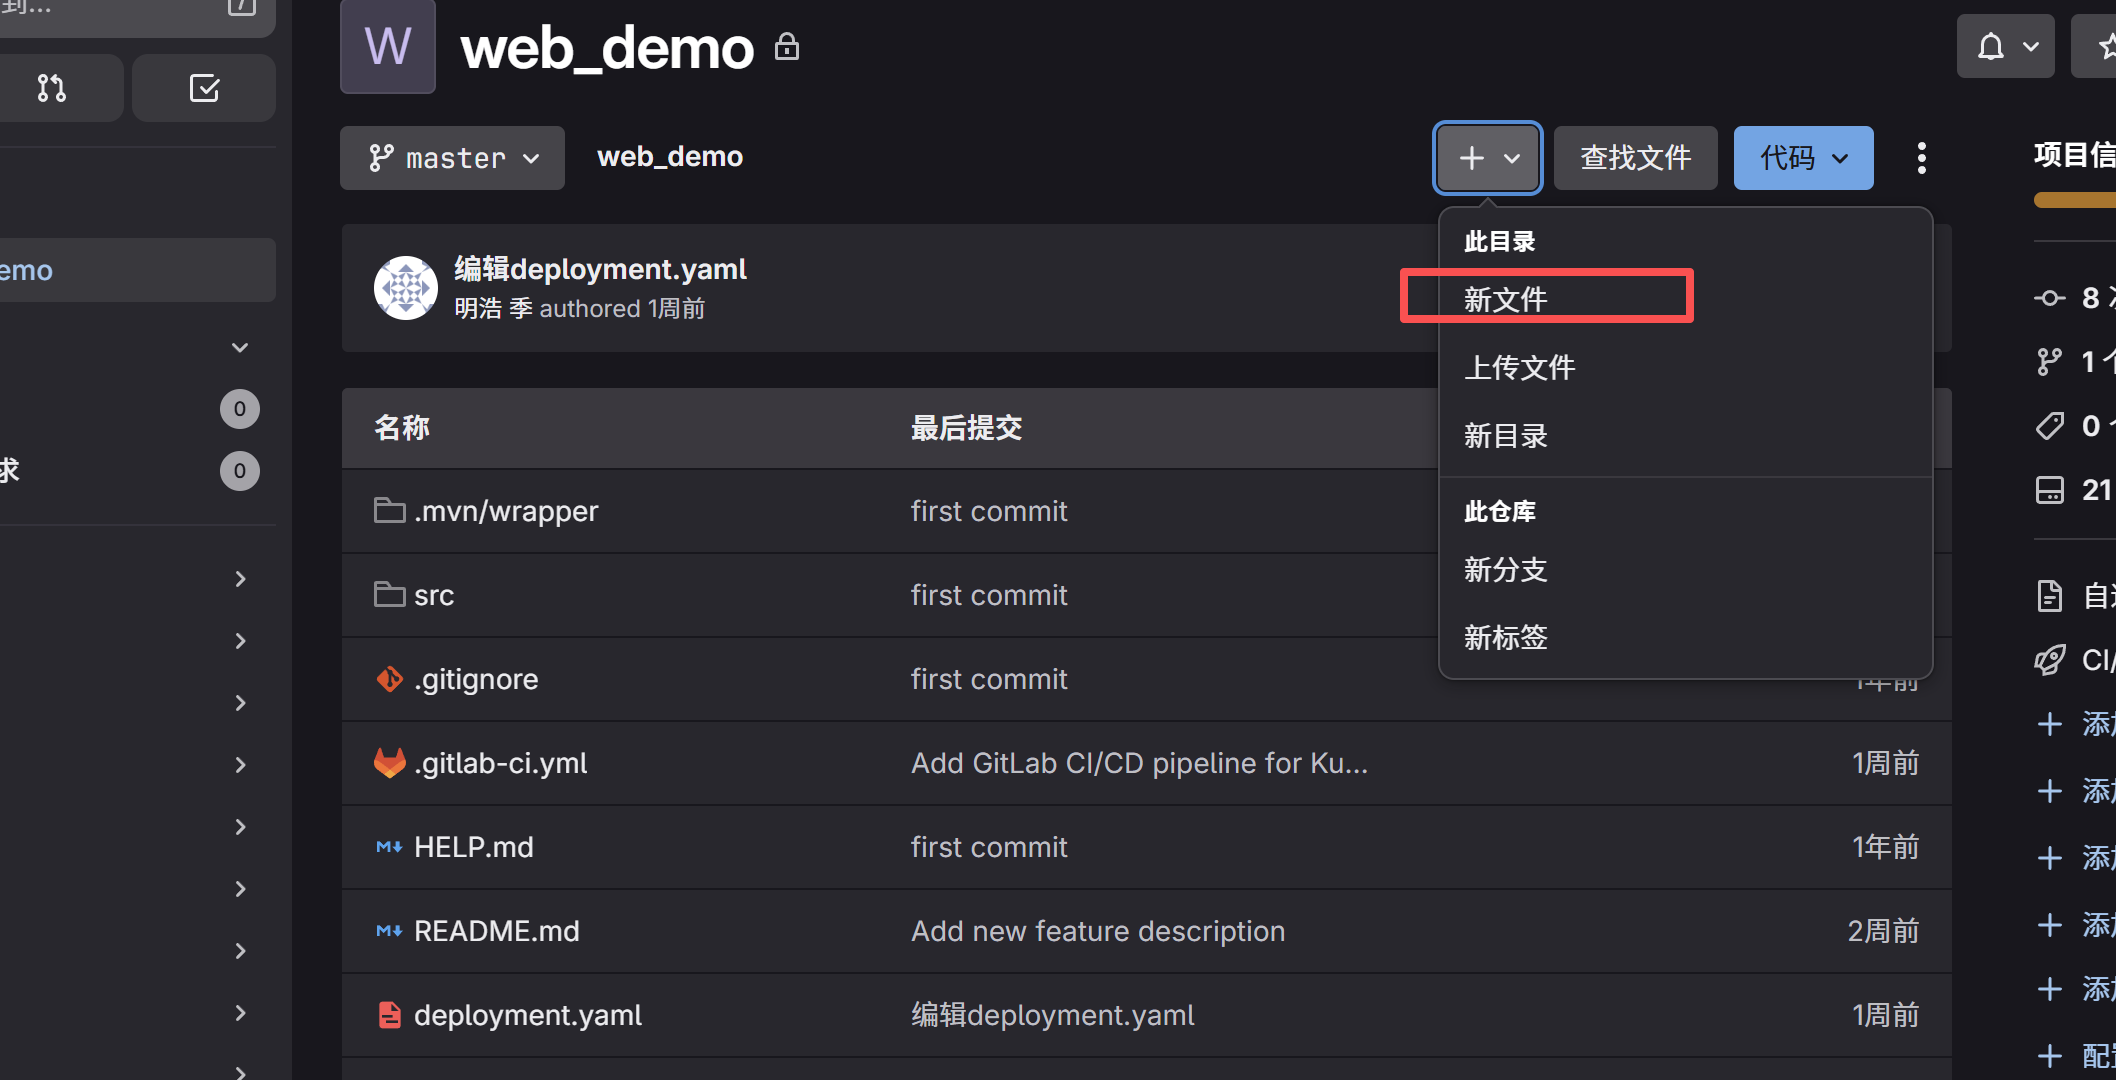 到...
/
W
web_demo
master
web_demo
查找文件
代码
项目信
emo
编辑deployment.yaml
明浩 季 authored 1周前
此目录
新文件
上传文件
新目录
此仓库
新分支
新标签
8
1
0
21
0
求
0
名称
最后提交
.mvn/wrapper
first commit
src
first commit
.gitignore
first commit
1年前
.gitlab-ci.yml
Add GitLab CI/CD pipeline for Ku...
1周前
HELP.md
first commit
1年前
README.md
Add new feature description
2周前
deployment.yaml
编辑deployment.yaml
1周前
自述
CI/
添加
添加
添加
添加
添加
配置